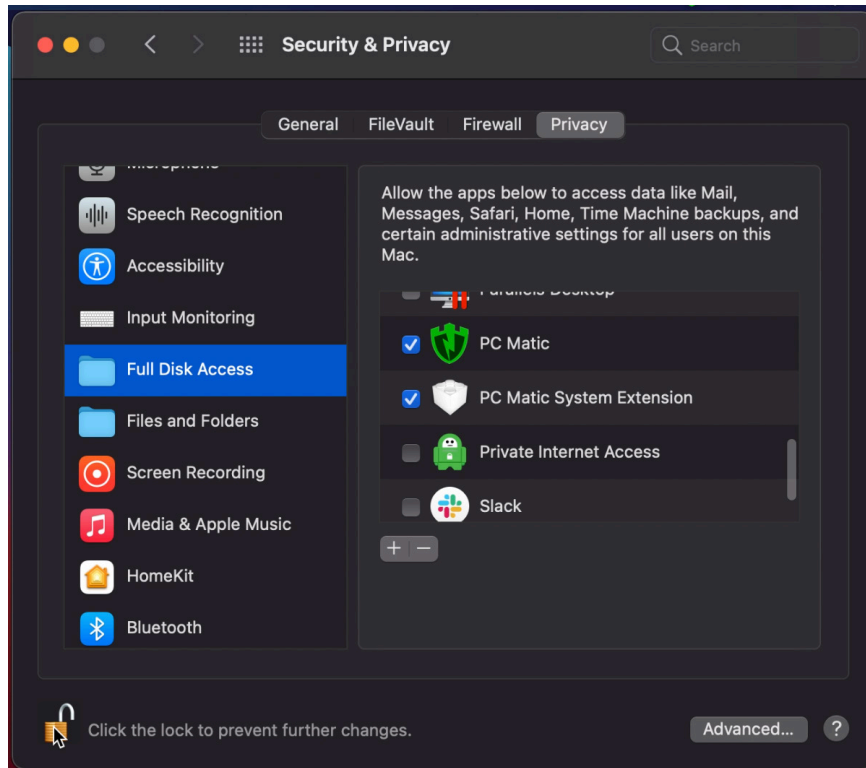 Security & Privacy
Search
General
FileVault
Firewall
Privacy
Microphone
Speech Recognition
Accessibility
Input Monitoring
Full Disk Access
Files and Folders
Screen Recording
Media & Apple Music
HomeKit
Bluetooth
Allow the apps below to access data like Mail,
Messages, Safari, Home, Time Machine backups, and
certain administrative settings for all users on this
Mac.
Parallels Desktop
PC Matic
PC Matic System Extension
Private Internet Access
Slack
+ −
Click the lock to prevent further changes.
Advanced...
?